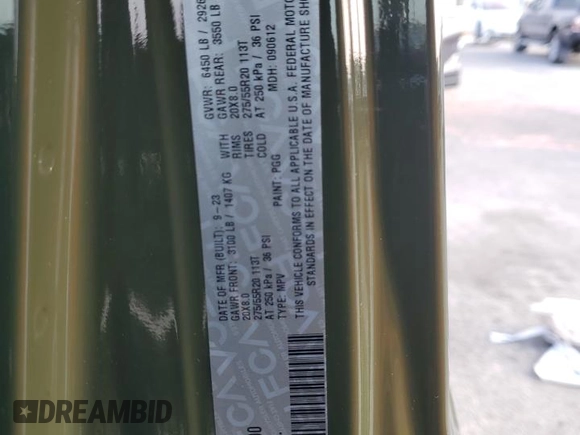 DATE OF MFR (BUILT): 9-23 GVWR: 6450 LB / 2926
GAWR FRONT: 3100 LB / 1407 KG WITH GAWR REAR: 3550 LB
20X8.0 RIMS 20X8.0
275/55R20 113T TIRES 275/55R20 113T
AT 250 kPa / 36 PSI COLD AT 250 kPa / 36 PSI
TYPE: MPV PAINT: PGG MDH: 090612
THIS VEHICLE CONFORMS TO ALL APPLICABLE U.S.A. FEDERAL MOTOR
STANDARDS IN EFFECT ON THE DATE OF MANUFACTURE SHO
DREAMBID